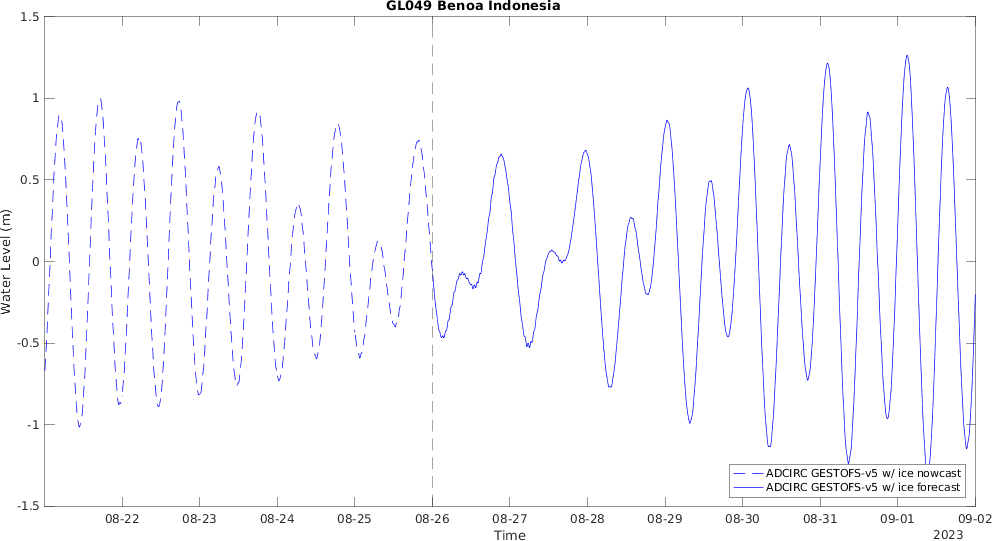 GL049 Benoa Indonesia
1.5
1
0.5
0
-0.5
-1
-1.5
Water Level (m)
ADCIRC GESTOFS-v5 w/ ice nowcast
ADCIRC GESTOFS-v5 w/ ice forecast
08-22 08-23 08-24 08-25 08-26 08-27 08-28 08-29 08-30 08-31 09-01 09-02
Time
2023